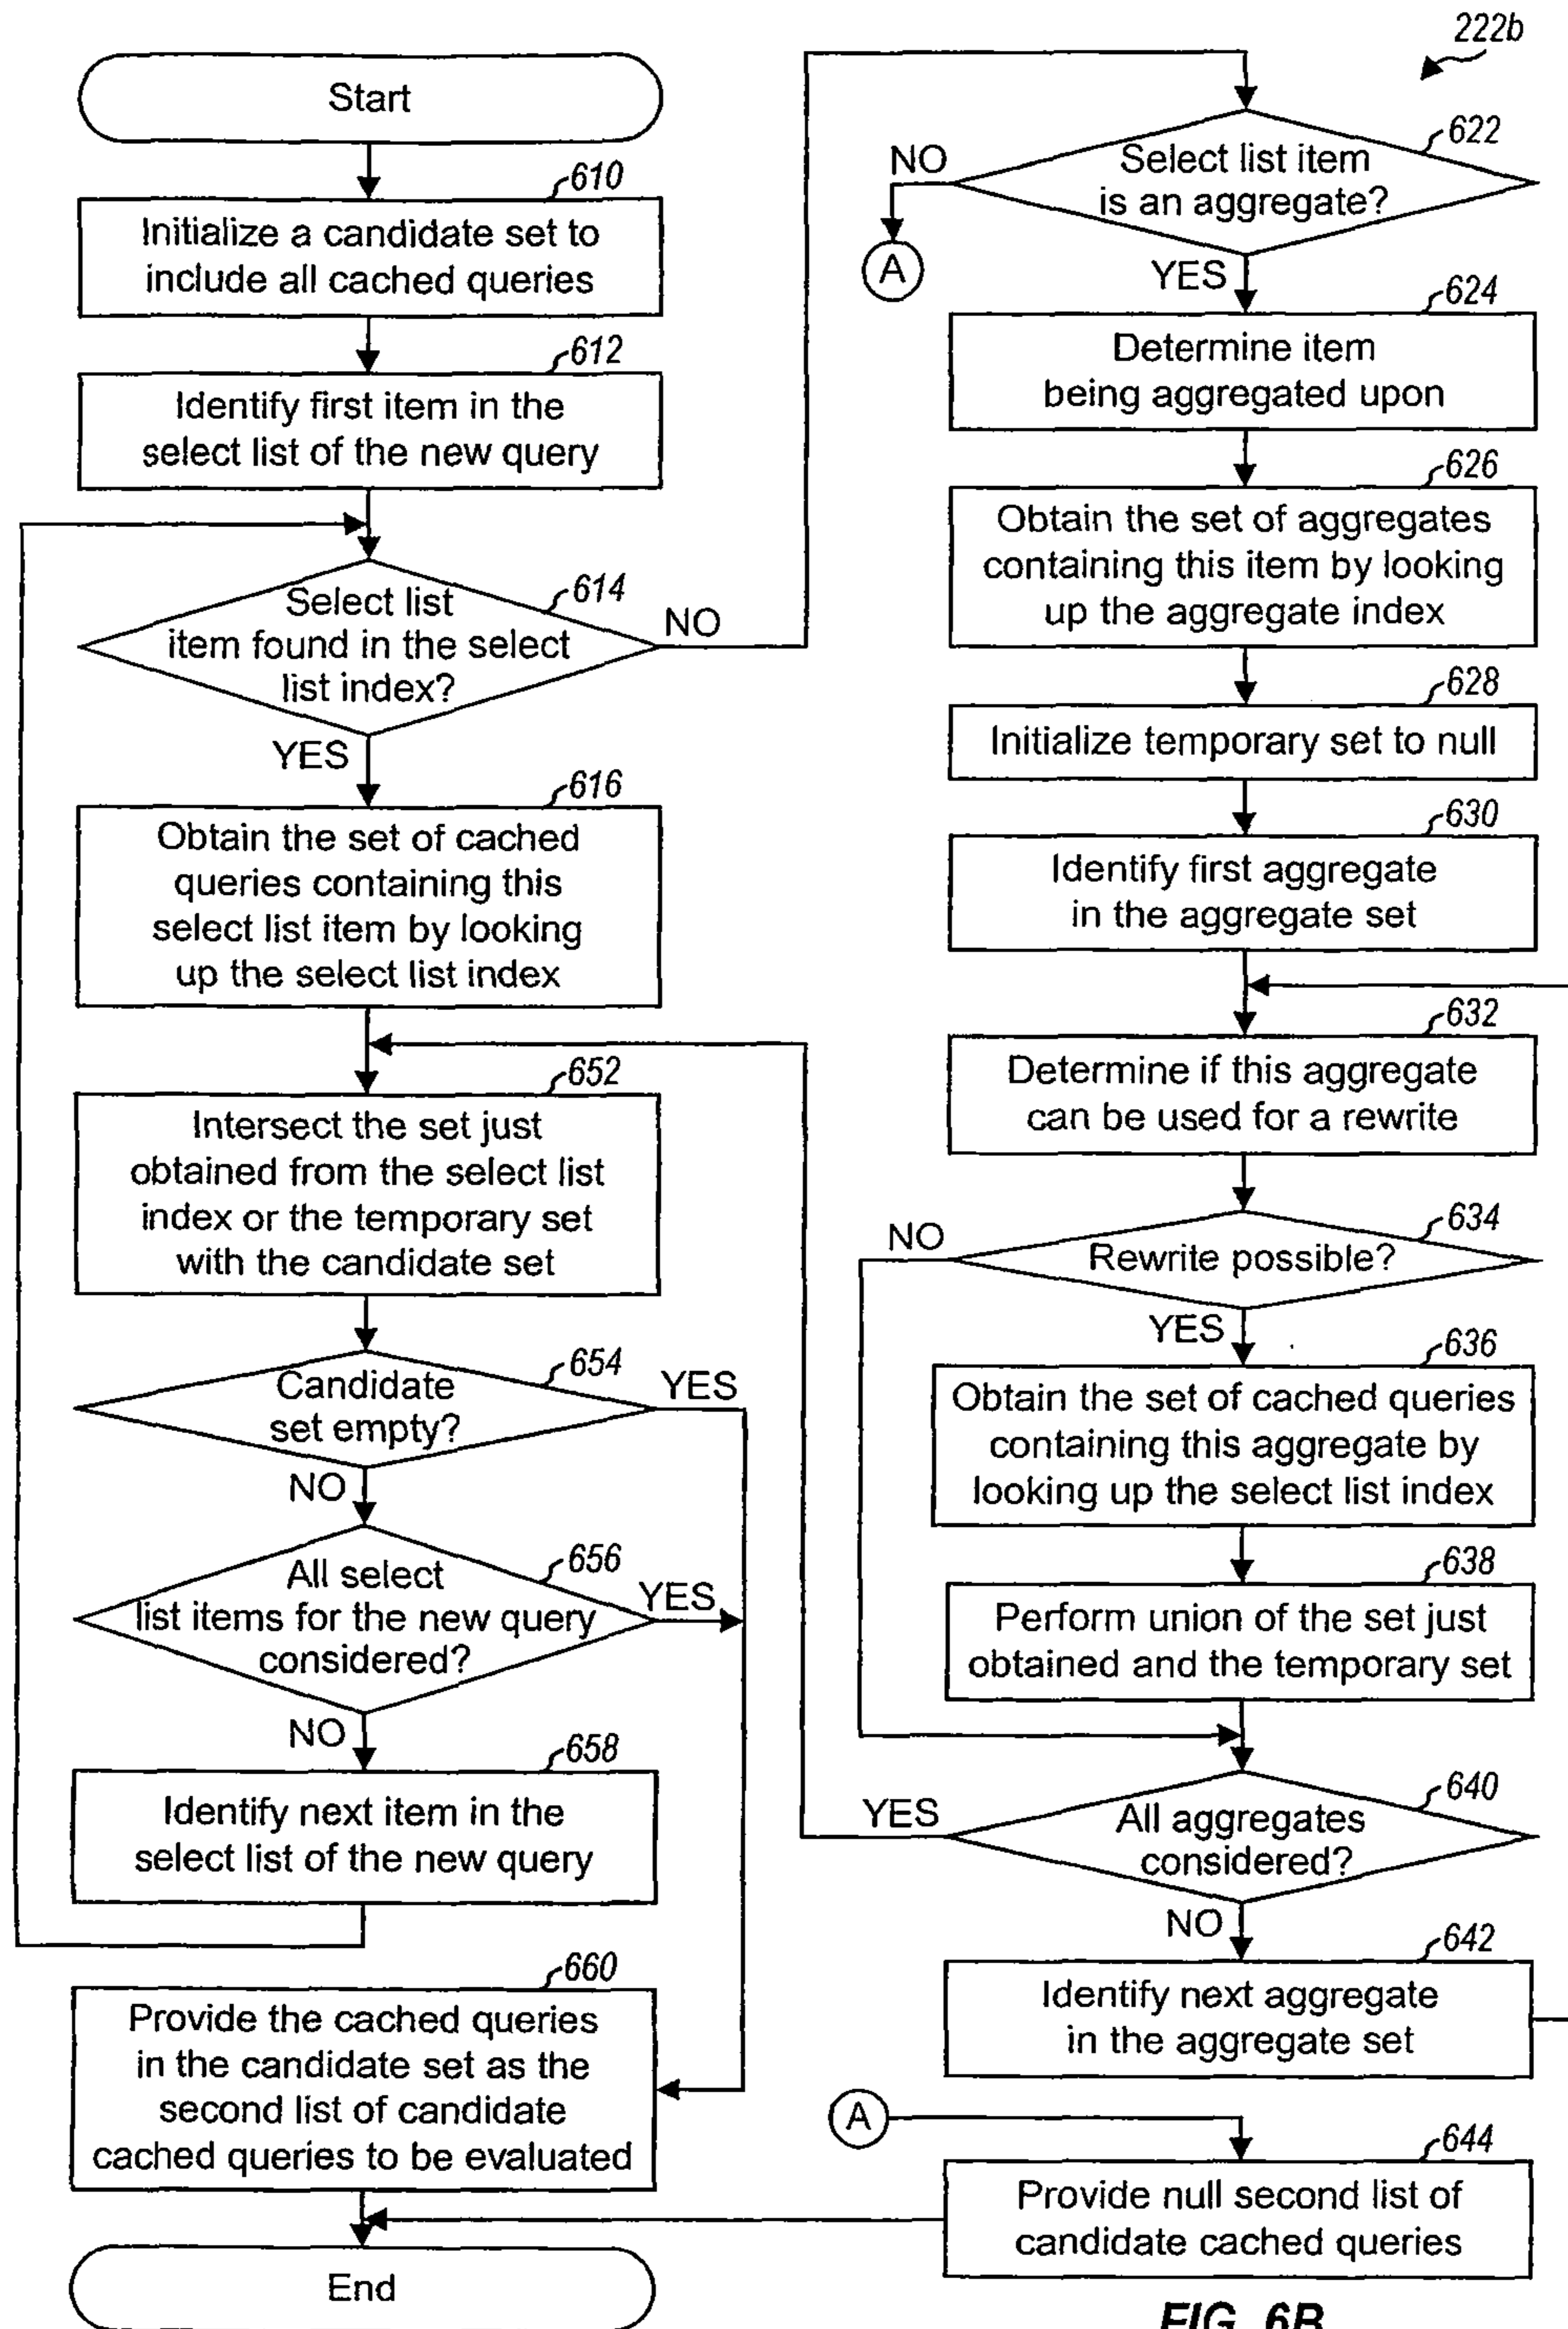 222b
Start
610
Initialize a candidate set to
include all cached queries
612
Identify first item in the
select list of the new query
614
Select list
item found in the select
list index?
NO
YES
616
Obtain the set of cached
queries containing this
select list item by looking
up the select list index
652
Intersect the set just
obtained from the select list
index or the temporary set
with the candidate set
654
Candidate
set empty?
YES
NO
656
All select
list items for the new query
considered?
YES
NO
658
Identify next item in the
select list of the new query
660
Provide the cached queries
in the candidate set as the
second list of candidate
cached queries to be evaluated
End
622
Select list item
is an aggregate?
NO
A
YES
624
Determine item
being aggregated upon
626
Obtain the set of aggregates
containing this item by looking
up the aggregate index
628
Initialize temporary set to null
630
Identify first aggregate
in the aggregate set
632
Determine if this aggregate
can be used for a rewrite
634
Rewrite possible?
NO
YES
636
Obtain the set of cached queries
containing this aggregate by
looking up the select list index
638
Perform union of the set just
obtained and the temporary set
640
All aggregates
considered?
YES
NO
642
Identify next aggregate
in the aggregate set
A
644
Provide null second list of
candidate cached queries
FIG. 6B